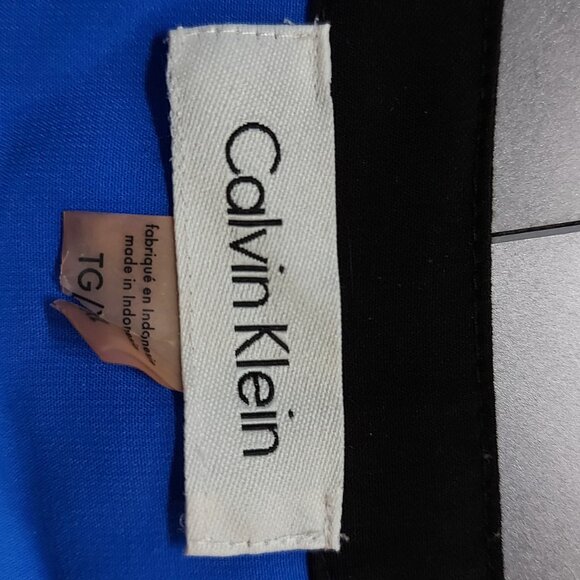 Calvin Klein
fabriqué en
made in
TG/